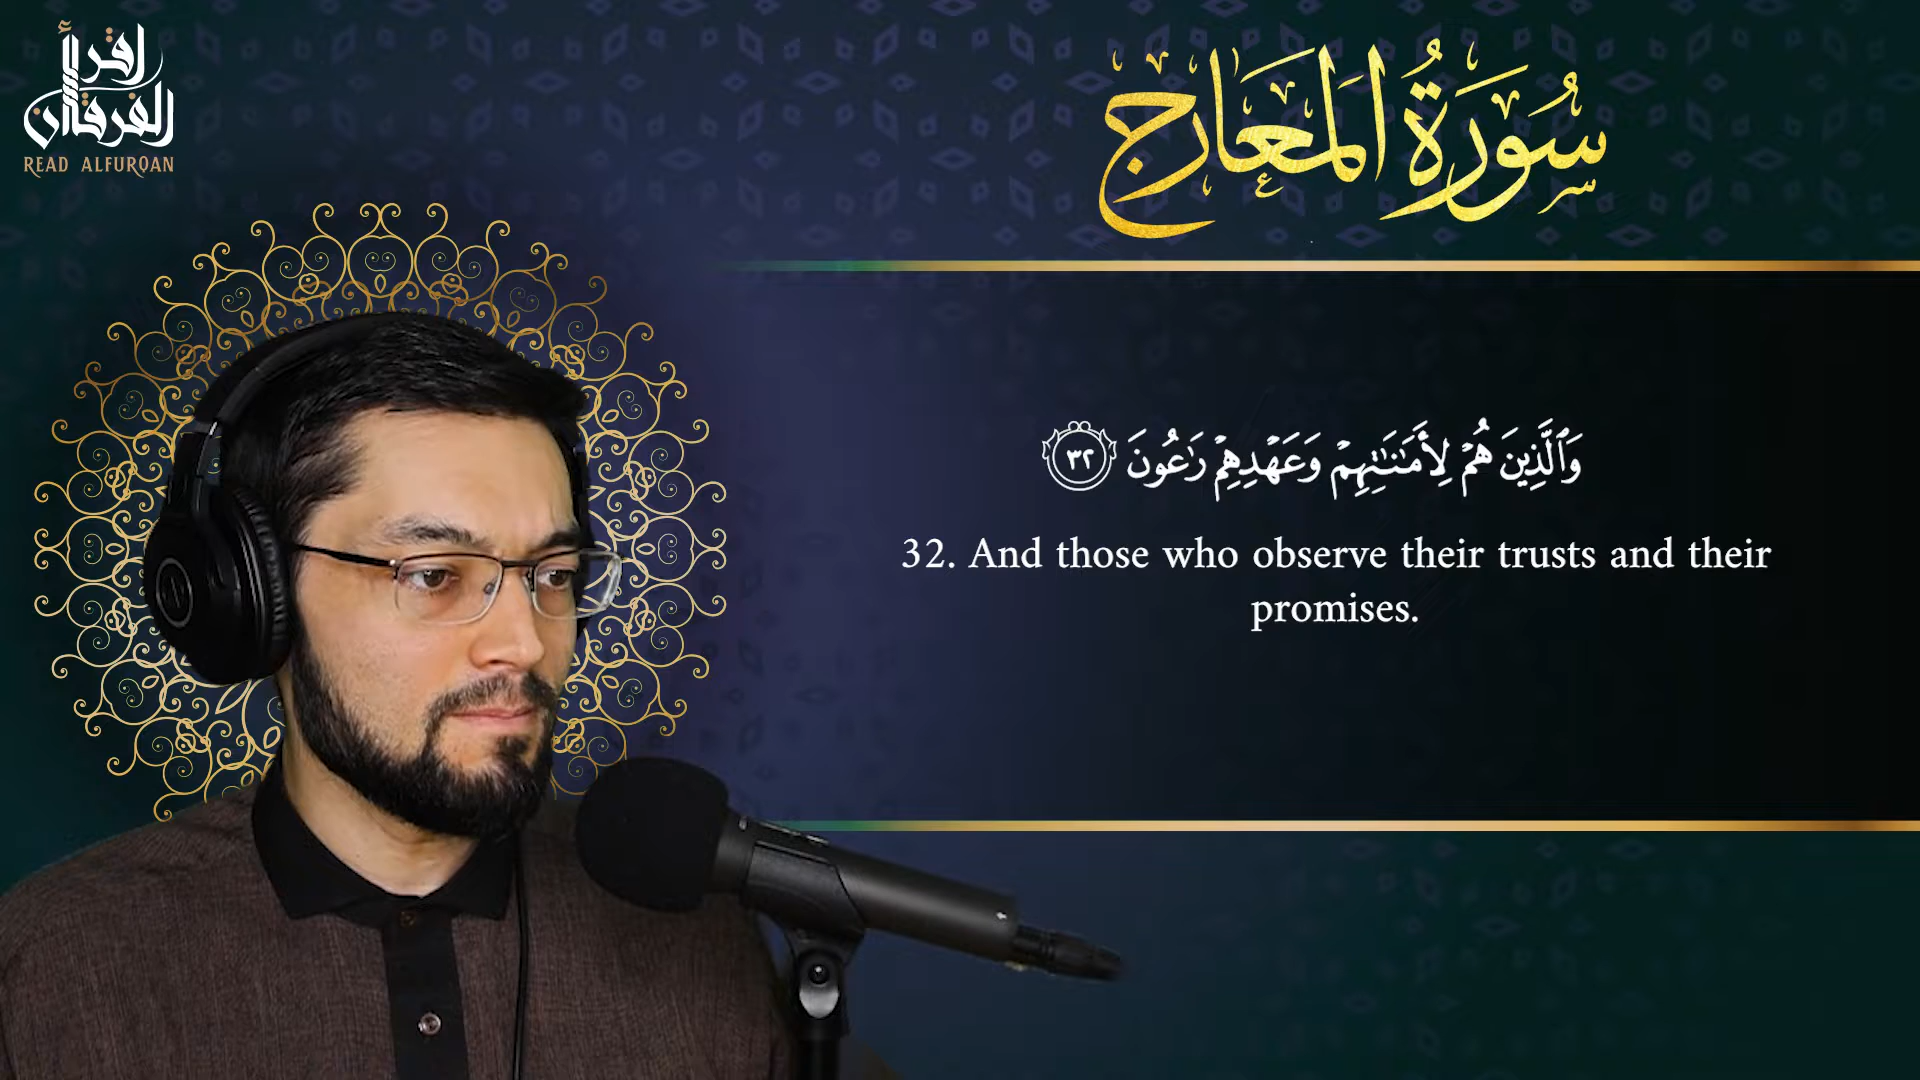 اقرأ
الفرقان
READ ALFURQAN
سُورَةُ المَعَارِج
وَٱلَّذِينَ هُمۡ لِأَمَٰنَٰتِهِمۡ وَعَهۡدِهِمۡ رَٰعُونَ ٣٢
32. And those who observe their trusts and their
promises.